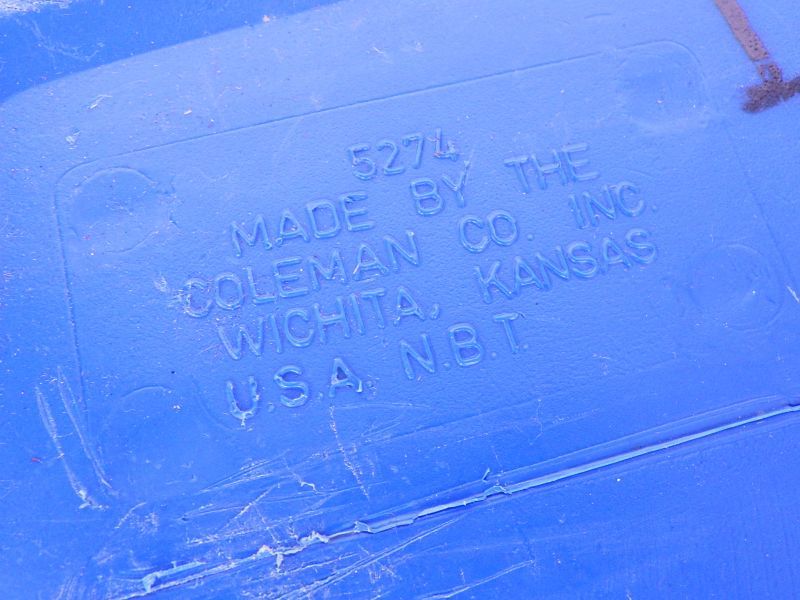 5274
MADE BY THE
COLEMAN CO. INC.
WICHITA, KANSAS
U.S.A. N.B.T.